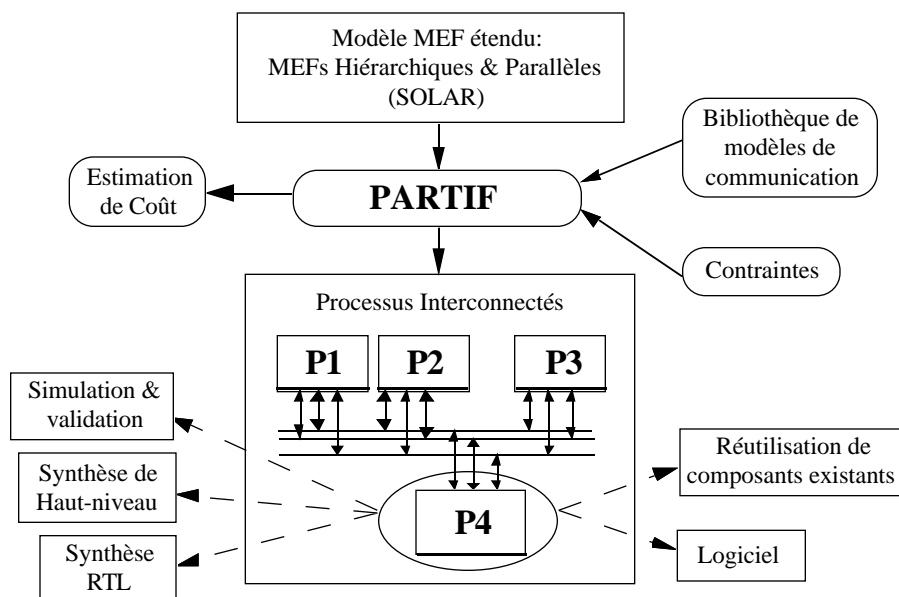 Modèle MEF étendu:
MEFs Hiérarchiques & Parallèles
(SOLAR)
Bibliothèque de
modèles de
communication
Estimation
de Coût
PARTIF
Contraintes
Processus Interconnectés
P1
P2
P3
Simulation &
validation
Synthèse de
Haut-niveau
Synthèse
RTL
P4
Réutilisation de
composants existants
Logiciel